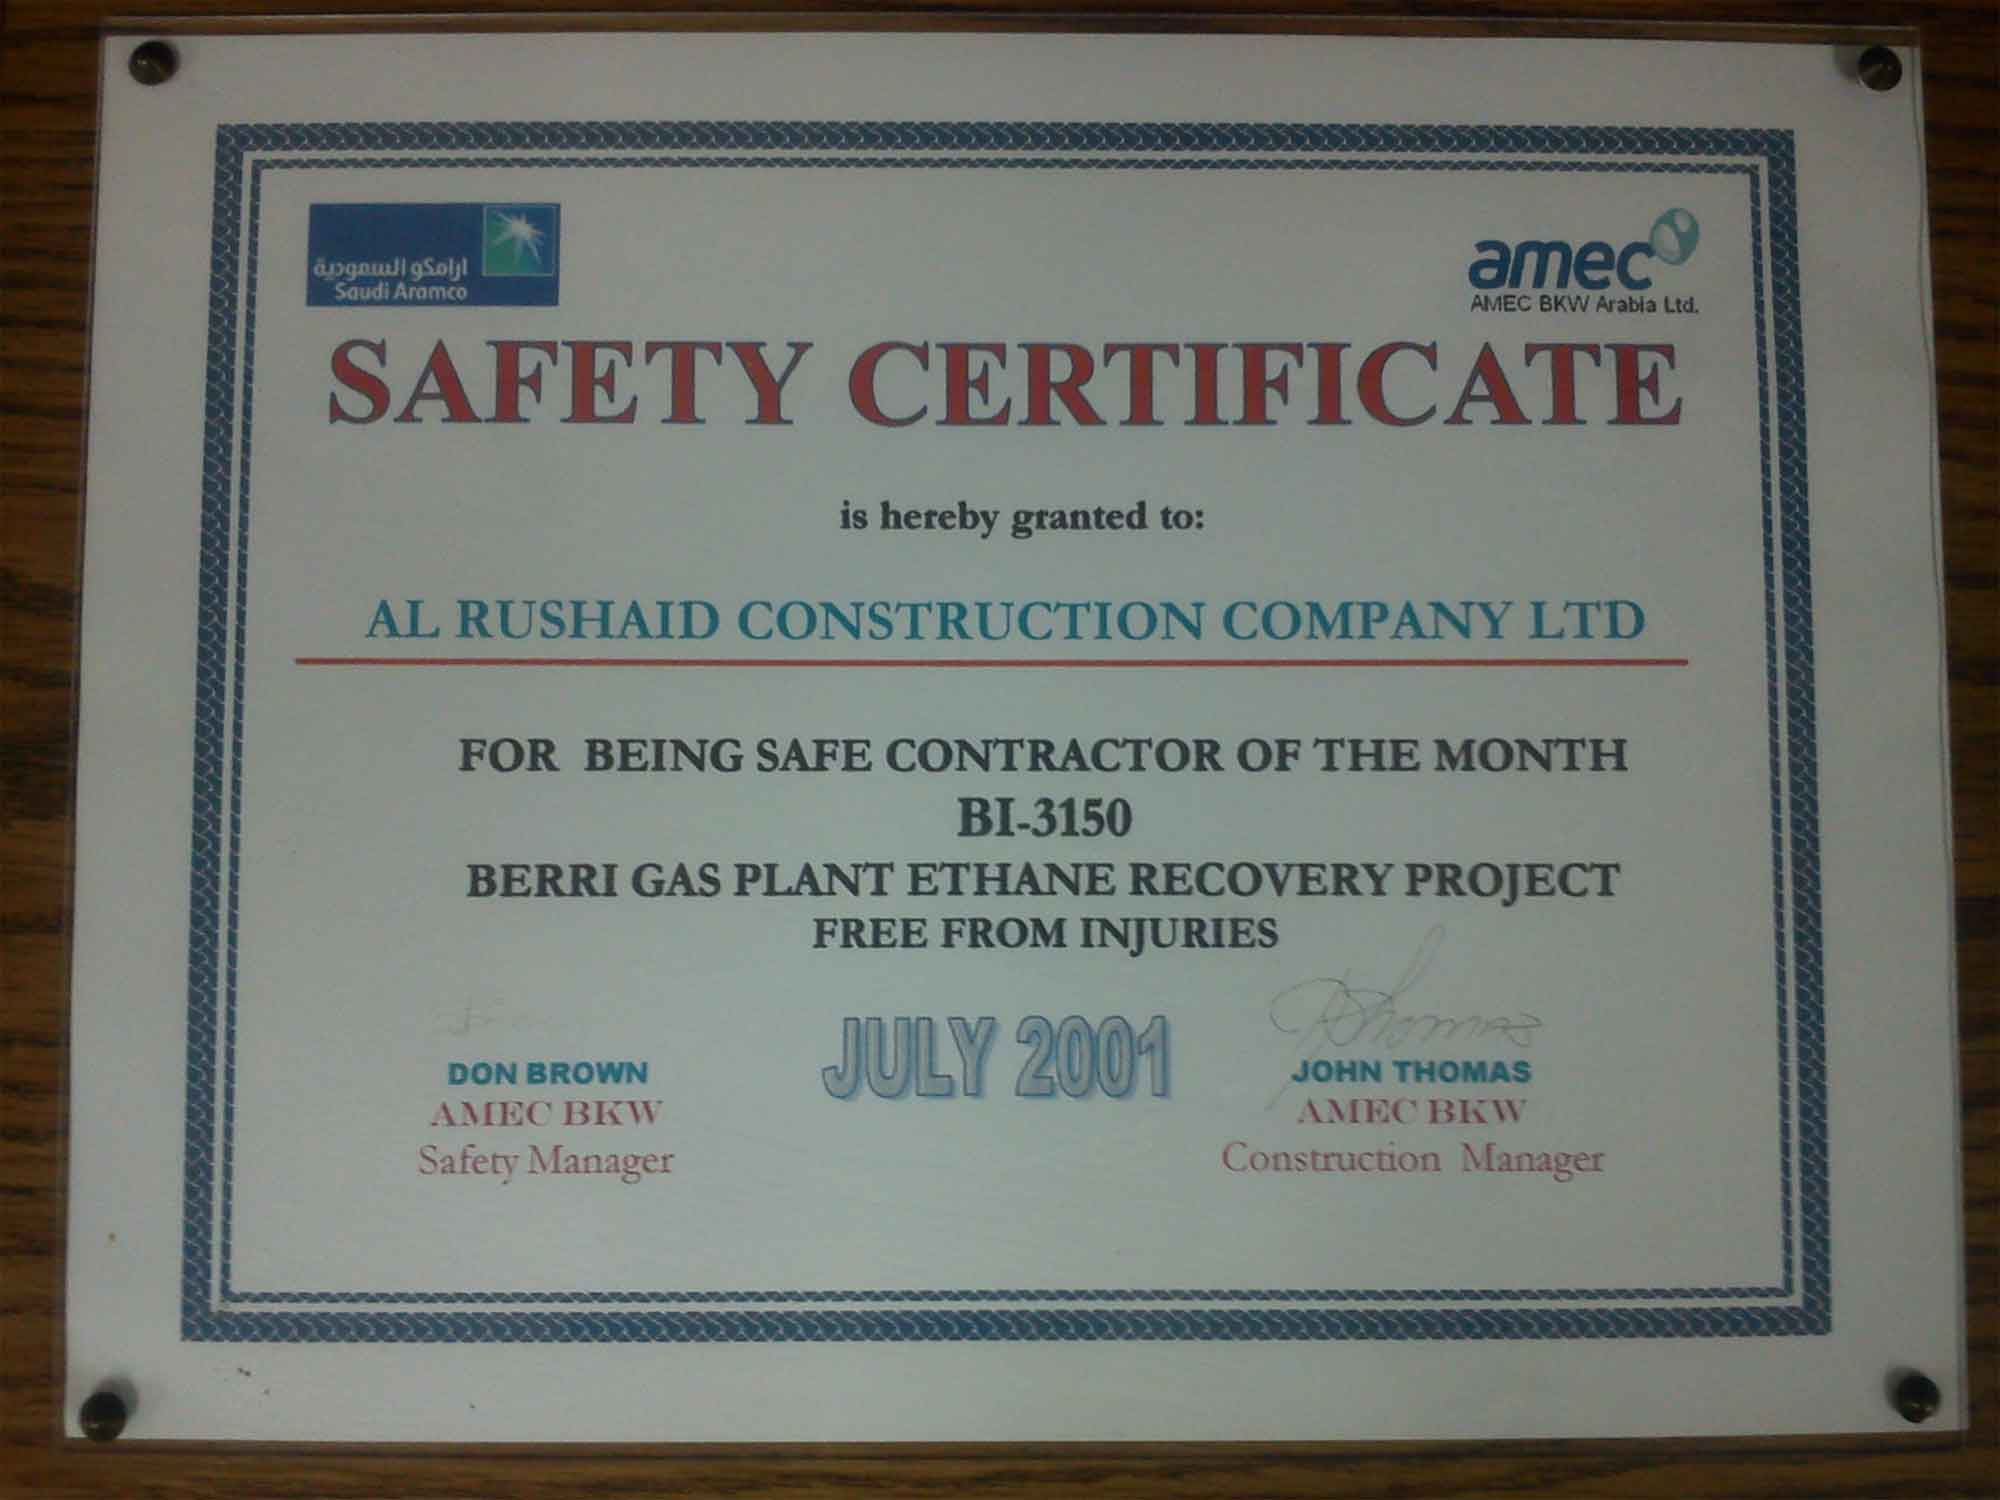 ارامكو السعودية
Saudi Aramco
amec
AMEC BKW Arabia Ltd.
SAFETY CERTIFICATE
is hereby granted to:
AL RUSHAID CONSTRUCTION COMPANY LTD
FOR BEING SAFE CONTRACTOR OF THE MONTH
BI-3150
BERRI GAS PLANT ETHANE RECOVERY PROJECT
FREE FROM INJURIES
JULY 2001
DON BROWN
AMEC BKW
Safety Manager
Thomas
JOHN THOMAS
AMEC BKW
Construction Manager